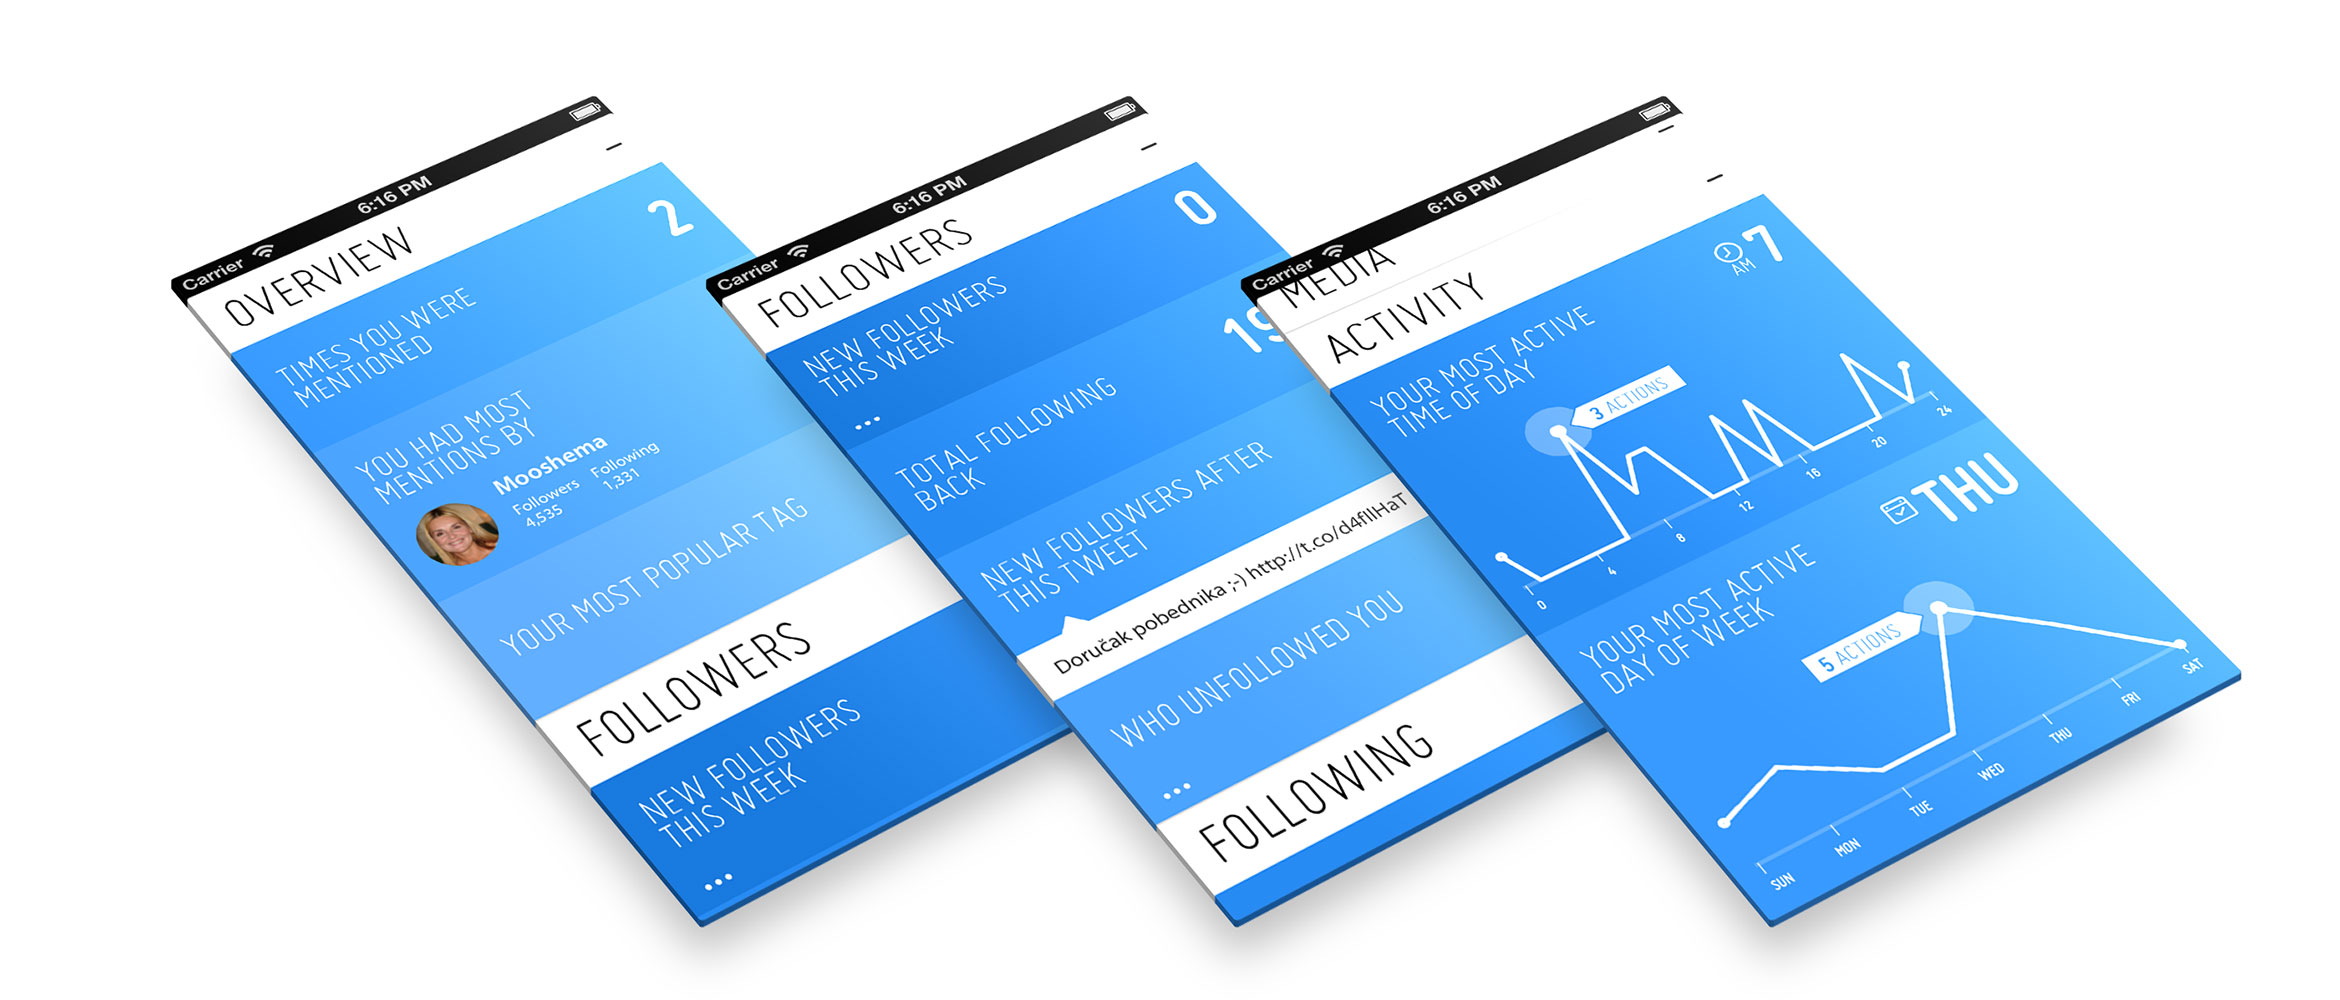 Carrier 6:16 PM
OVERVIEW
2
TIMES YOU WERE
MENTIONED
YOU HAD MOST
MENTIONS BY
Mooshema
Followers Following
4,535 1,331
YOUR MOST POPULAR TAG
FOLLOWERS
NEW FOLLOWERS
THIS WEEK
...
Carrier 6:16 PM
FOLLOWERS
0
NEW FOLLOWERS
THIS WEEK
...
TOTAL FOLLOWING
BACK
NEW FOLLOWERS AFTER
THIS TWEET
Doručak pobednika ;-) http://t.co/d4fIlHaT
WHO UNFOLLOWED YOU
...
FOLLOWING
Carrier 6:16 PM
MEDIA
ACTIVITY
AM 7
YOUR MOST ACTIVE
TIME OF DAY
3 ACTIONS
0 4 8 12 16 20 24
THU
YOUR MOST ACTIVE
DAY OF WEEK
5 ACTIONS
SUN MON TUE WED THU FRI SAT